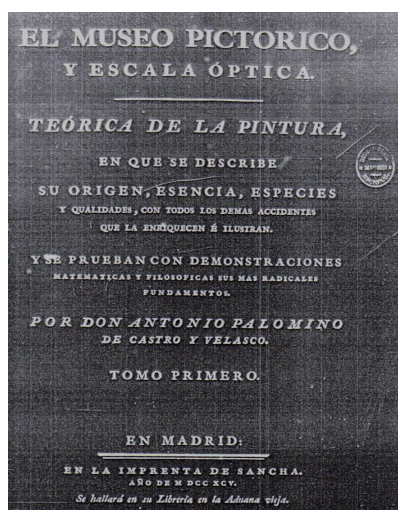 EL MUSEO PICTORICO,
Y ESCALA ÓPTICA.
TEÓRICA DE LA PINTURA,
EN QUE SE DESCRIBE
SU ORIGEN, ESENCIA, ESPECIES
Y QUALIDADES, CON TODOS LOS DEMAS ACCIDENTES
QUE LA ENRIQUECEN É ILUSTRAN.
Y SE PRUEBAN CON DEMONSTRACIONES
MATEMATICAS Y FILOSOFICAS SUS MAS RADICALES
FUNDAMENTOS.
POR DON ANTONIO PALOMINO
DE CASTRO Y VELASCO.
TOMO PRIMERO.
EN MADRID:
EN LA IMPRENTA DE SANCHA.
AÑO DE M DCC XCV.
Se hallará en su Librería en la Aduana vieja.